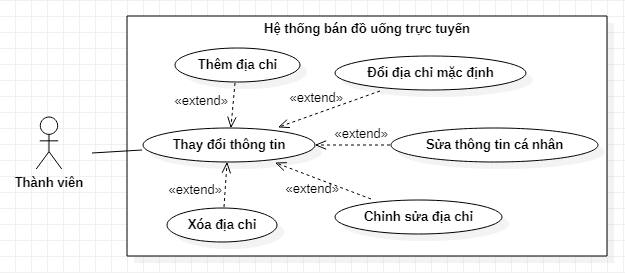 Hệ thống bán đồ uống trực tuyến
Thêm địa chỉ
Đổi địa chỉ mặc định
«extend»
«extend»
Thay đổi thông tin
«extend»
Sửa thông tin cá nhân
Thành viên
«extend»
«extend»
Xóa địa chỉ
Chỉnh sửa địa chỉ